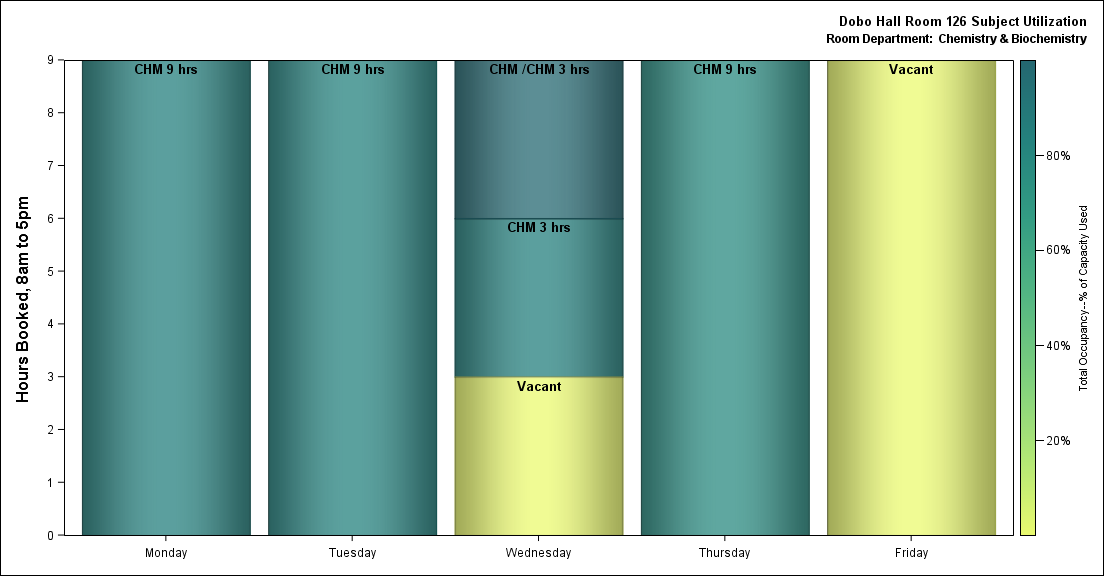 Dobo Hall Room 126 Subject Utilization
Room Department: Chemistry & Biochemistry
Hours Booked, 8am to 5pm
9
8
7
6
5
4
3
2
1
0
CHM 9 hrs
CHM 9 hrs
CHM /CHM 3 hrs
CHM 3 hrs
Vacant
CHM 9 hrs
Vacant
Monday
Tuesday
Wednesday
Thursday
Friday
80%
60%
40%
20%
Total Occupancy--% of Capacity Used